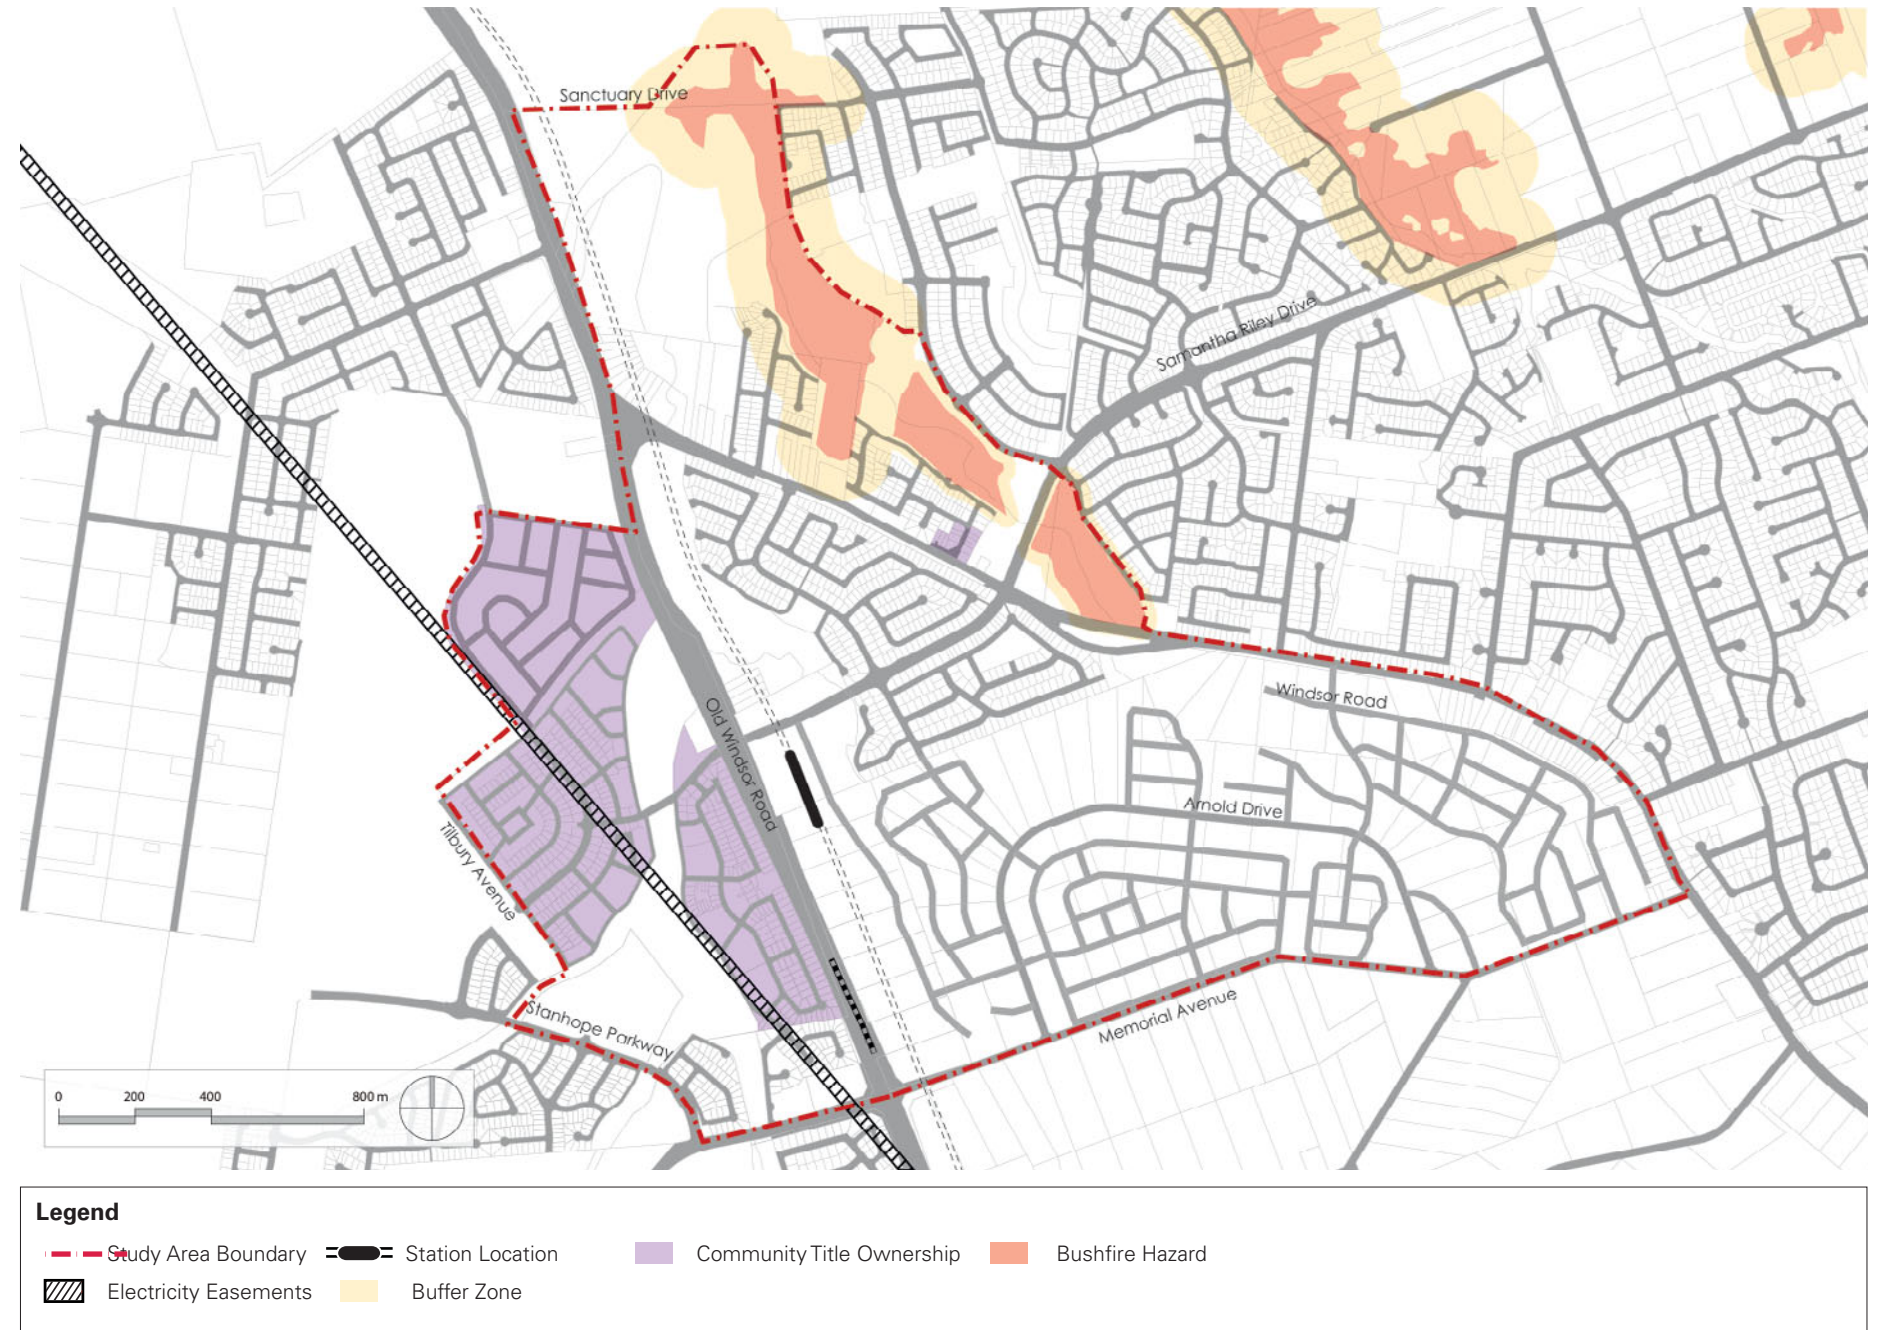 Sanctuary Drive
Samantha Riley Drive
Windsor Road
Old Windsor Road
Arnold Drive
Tilbury Avenue
Stanhope Parkway
Memorial Avenue
0 200 400 800 m
Legend
Study Area Boundary Station Location Community Title Ownership Bushfire Hazard
Electricity Easements Buffer Zone